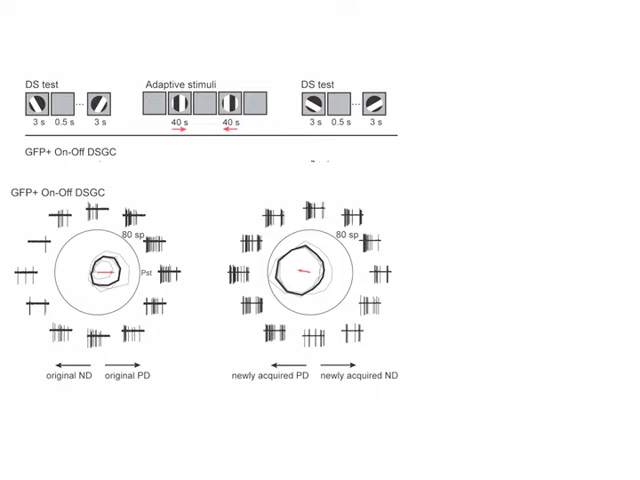 DS test
Adaptive stimuli
DS test
3 s
0.5 s
3 s
40 s
40 s
3 s
0.5 s
3 s
GFP+ On-Off DSGC
GFP+ On-Off DSGC
80 sp
Pst
80 sp
original ND
original PD
newly acquired PD
newly acquired ND